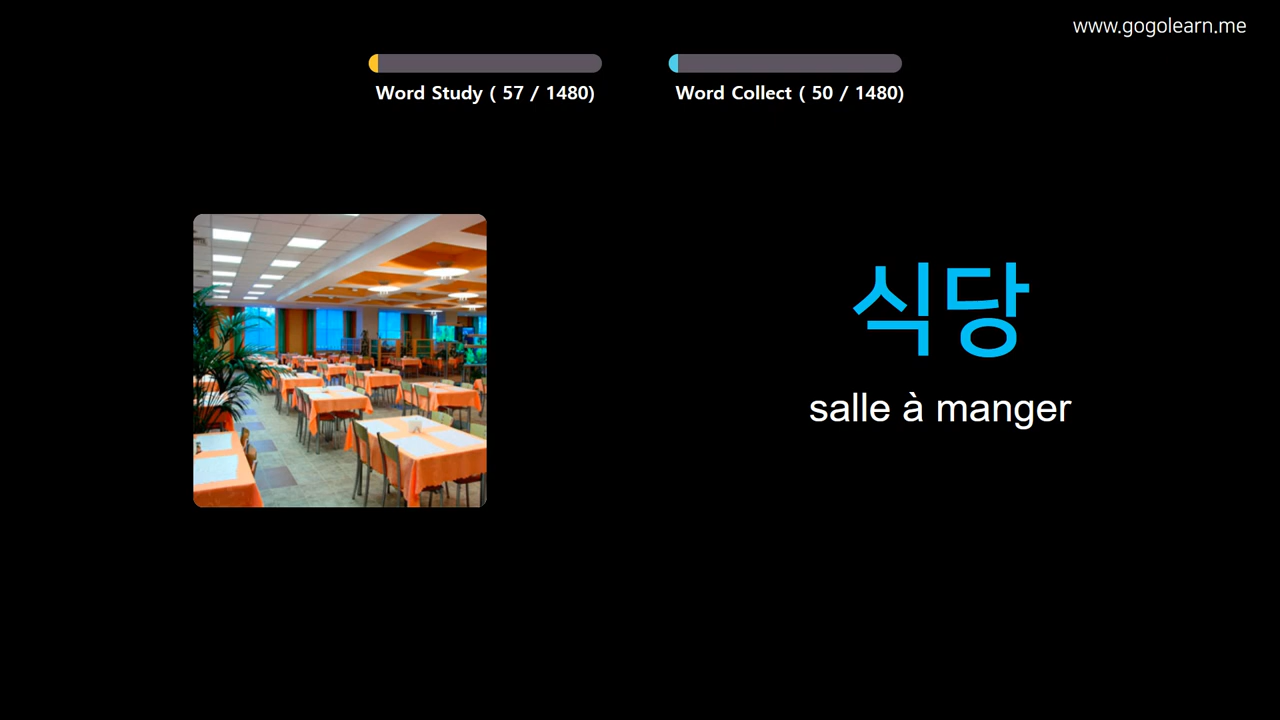 www.gogolearn.me
Word Study ( 57 / 1480)
Word Collect ( 50 / 1480)
식당
salle à manger